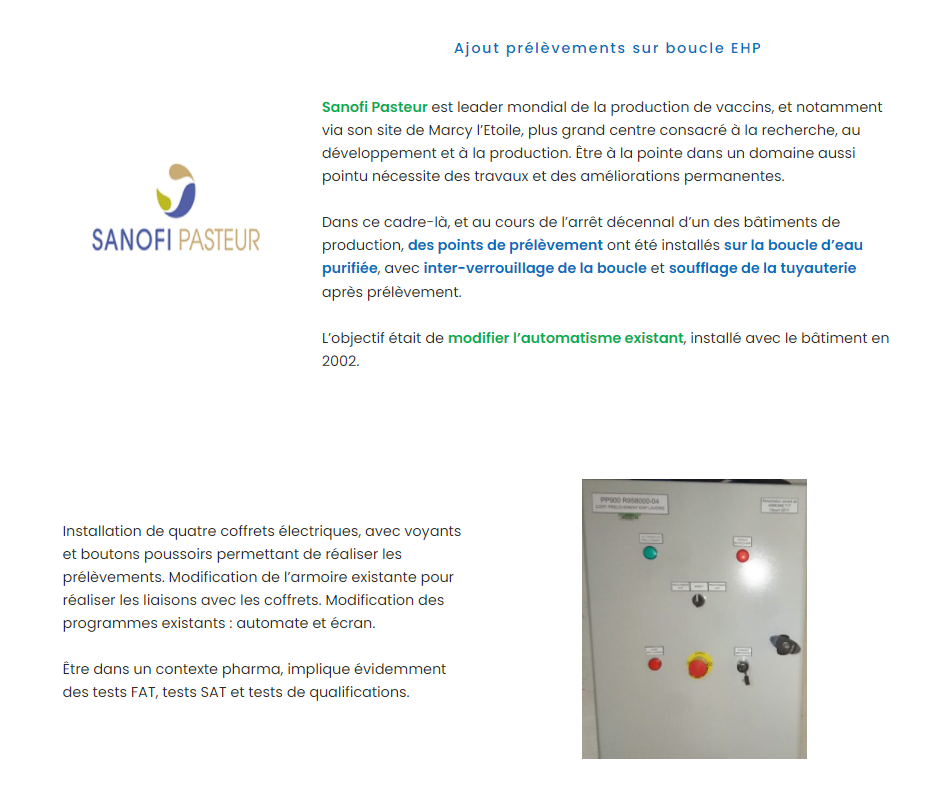 Ajout prélèvements sur boucle EHP
Sanofi Pasteur est leader mondial de la production de vaccins, et notamment
via son site de Marcy l’Etoile, plus grand centre consacré à la recherche, au
développement et à la production. Être à la pointe dans un domaine aussi
pointu nécessite des travaux et des améliorations permanentes.
SANOFI PASTEUR
Dans ce cadre-là, et au cours de l’arrêt décennal d’un des bâtiments de
production, des points de prélèvement ont été installés sur la boucle d’eau
purifiée, avec inter-verrouillage de la boucle et soufflage de la tuyauterie
après prélèvement.
L’objectif était de modifier l’automatisme existant, installé avec le bâtiment en
2002.
Installation de quatre coffrets électriques, avec voyants
et boutons poussoirs permettant de réaliser les
prélèvements. Modification de l’armoire existante pour
réaliser les liaisons avec les coffrets. Modification des
programmes existants : automate et écran.
Être dans un contexte pharma, implique évidemment
des tests FAT, tests SAT et tests de qualifications.
PP900 R958000-04